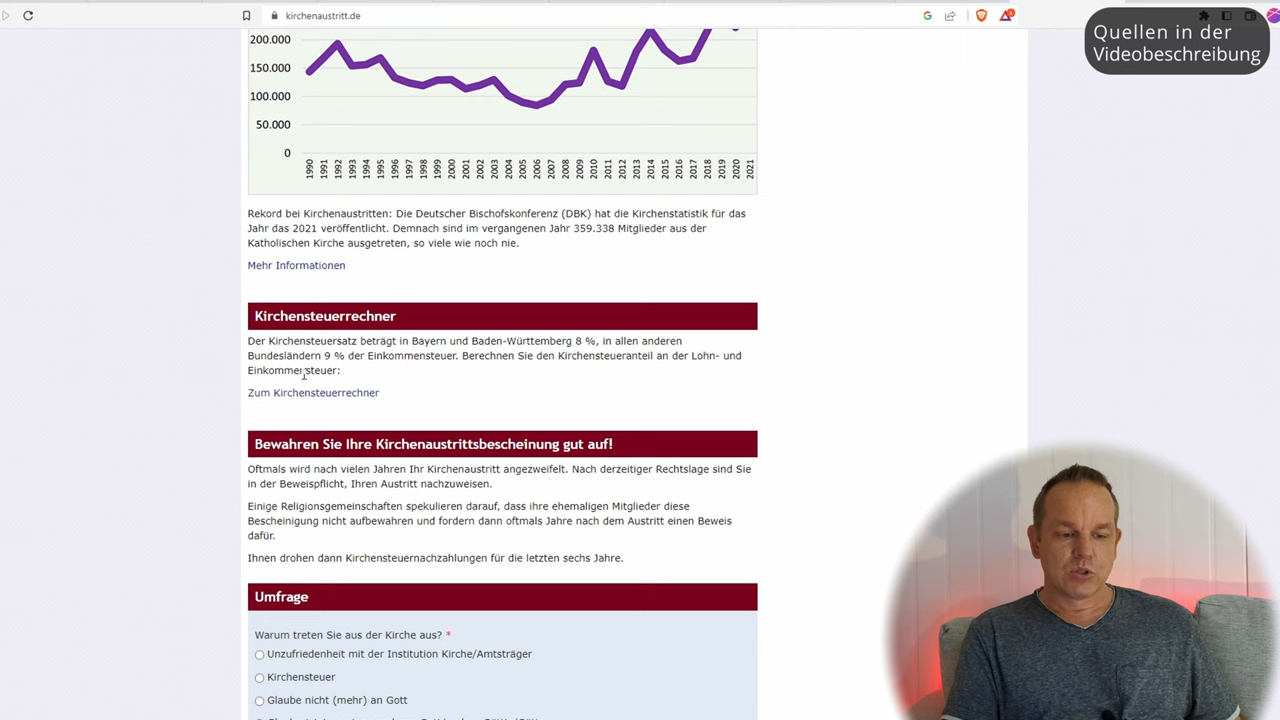 kirchenaustritt.de
Quellen in der
Videobeschreibung
200.000
150.000
100.000
50.000
0
1990 1991 1992 1993 1994 1995 1996 1997 1998 1999 2000 2001 2002 2003 2004 2005 2006 2007 2008 2009 2010 2011 2012 2013 2014 2015 2016 2017 2018 2019 2020 2021
Rekord bei Kirchenaustritten: Die Deutscher Bischofskonferenz (DBK) hat die Kirchenstatistik für das
Jahr das 2021 veröffentlicht. Demnach sind im vergangenen Jahr 359.338 Mitglieder aus der
Katholischen Kirche ausgetreten, so viele wie noch nie.
Mehr Informationen
Kirchensteuerrechner
Der Kirchensteuersatz beträgt in Bayern und Baden-Württemberg 8 %, in allen anderen
Bundesländern 9 % der Einkommensteuer. Berechnen Sie den Kirchensteueranteil an der Lohn- und
Einkommensteuer:
Zum Kirchensteuerrechner
Bewahren Sie Ihre Kirchenaustrittsbescheinung gut auf!
Oftmals wird nach vielen Jahren Ihr Kirchenaustritt angezweifelt. Nach derzeitiger Rechtslage sind Sie
in der Beweispflicht, Ihren Austritt nachzuweisen.
Einige Religionsgemeinschaften spekulieren darauf, dass ihre ehemaligen Mitglieder diese
Bescheinigung nicht aufbewahren und fordern dann oftmals Jahre nach dem Austritt einen Beweis
dafür.
Ihnen drohen dann Kirchensteuernachzahlungen für die letzten sechs Jahre.
Umfrage
Warum treten Sie aus der Kirche aus? *
Unzufriedenheit mit der Institution Kirche/Amtsträger
Kirchensteuer
Glaube nicht (mehr) an Gott